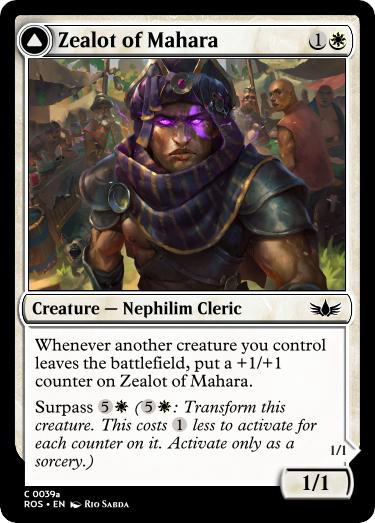 Zealot of Mahara 1
Creature — Nephilim Cleric
Whenever another creature you control
leaves the battlefield, put a +1/+1
counter on Zealot of Mahara.
Surpass 5 (5: Transform this
creature. This costs 1 less to activate for
each counter on it. Activate only as a
sorcery.)
1/1
1/1
C 0039a
ROS • EN Rio Sabda